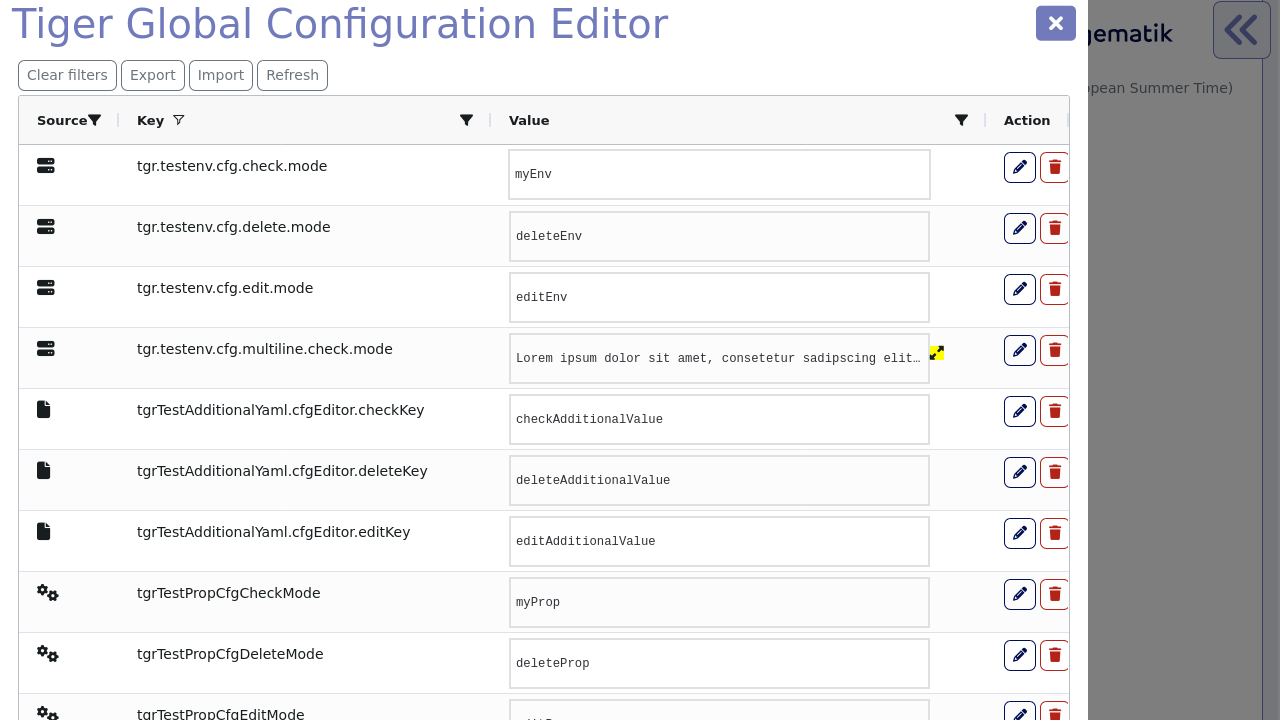 Tiger Global Configuration Editor
gematik
Clear filters Export Import Refresh
opean Summer Time)
Source Key Value Action
tgr.testenv.cfg.check.mode myEnv
tgr.testenv.cfg.delete.mode deleteEnv
tgr.testenv.cfg.edit.mode editEnv
tgr.testenv.cfg.multiline.check.mode Lorem ipsum dolor sit amet, consetetur sadipscing elit…
tgrTestAdditionalYaml.cfgEditor.checkKey checkAdditionalValue
tgrTestAdditionalYaml.cfgEditor.deleteKey deleteAdditionalValue
tgrTestAdditionalYaml.cfgEditor.editKey editAdditionalValue
tgrTestPropCfgCheckMode myProp
tgrTestPropCfgDeleteMode deleteProp
tgrTestPropCfgEditMode